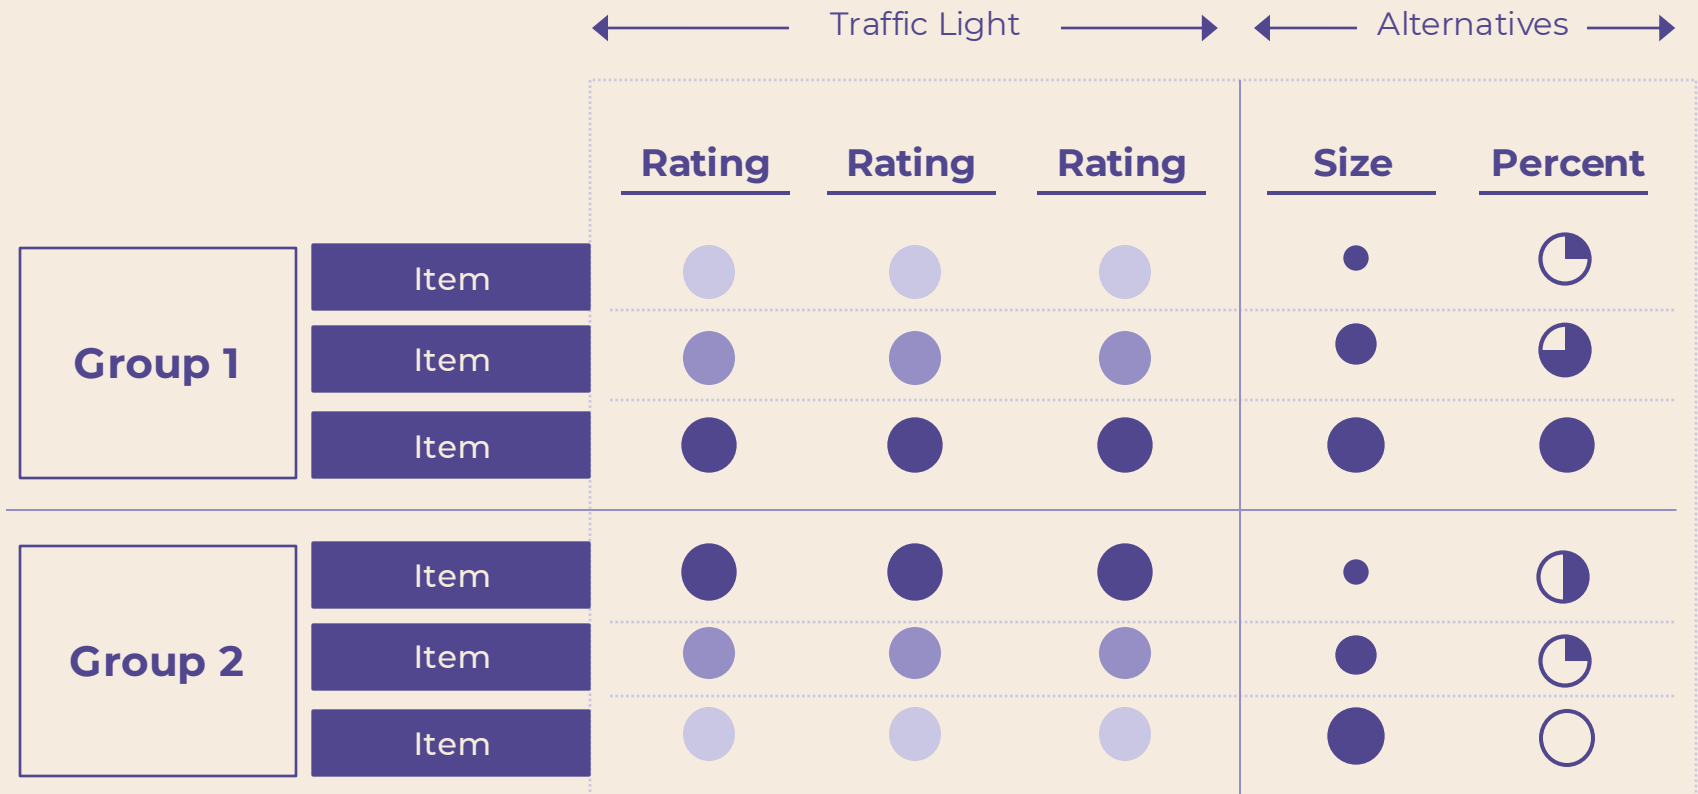 Traffic Light
Alternatives
Rating
Rating
Rating
Size
Percent
Group 1
Item
Item
Item
Group 2
Item
Item
Item